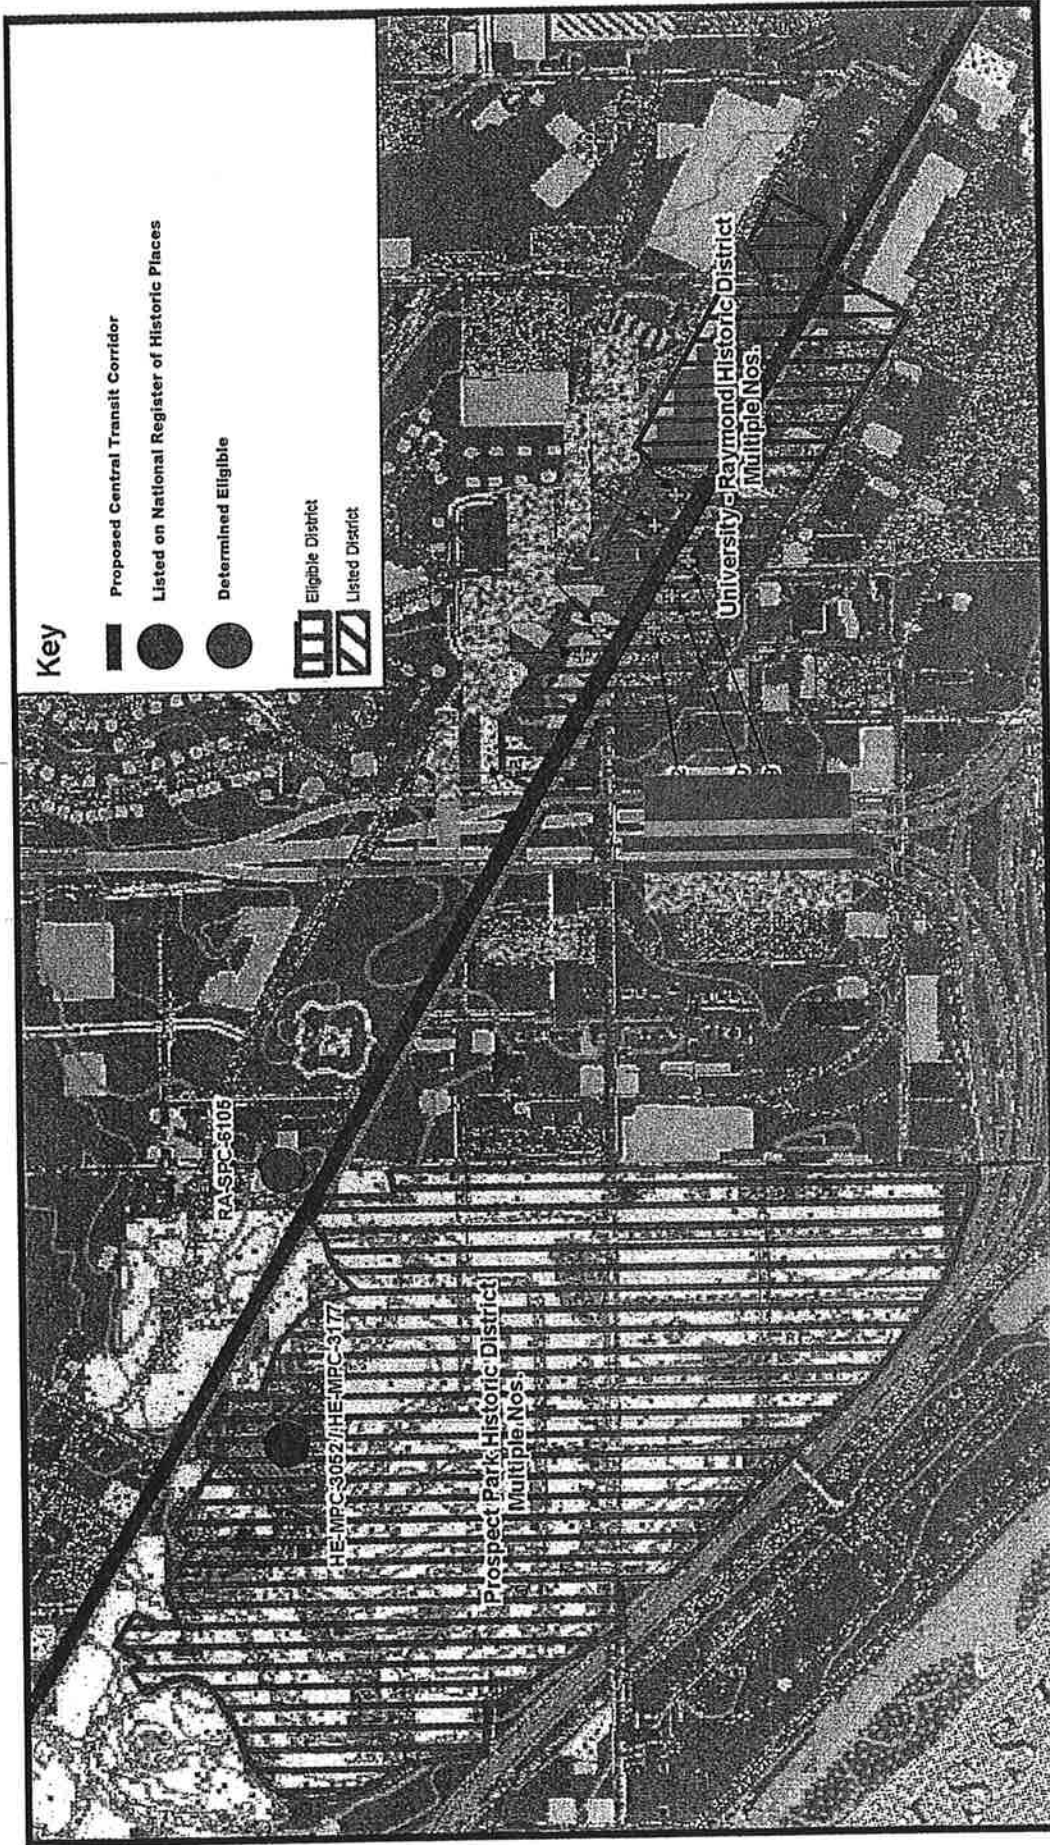 Key
Proposed Central Transit Corridor
Listed on National Register of Historic Places
Determined Eligible
Eligible District
Listed District
RA-SPC-6105
HE-MPC-3052//HE-MPC-3177
Prospect Park Historic District
Multiple Nos.
University - Raymond Historic District
Multiple Nos.